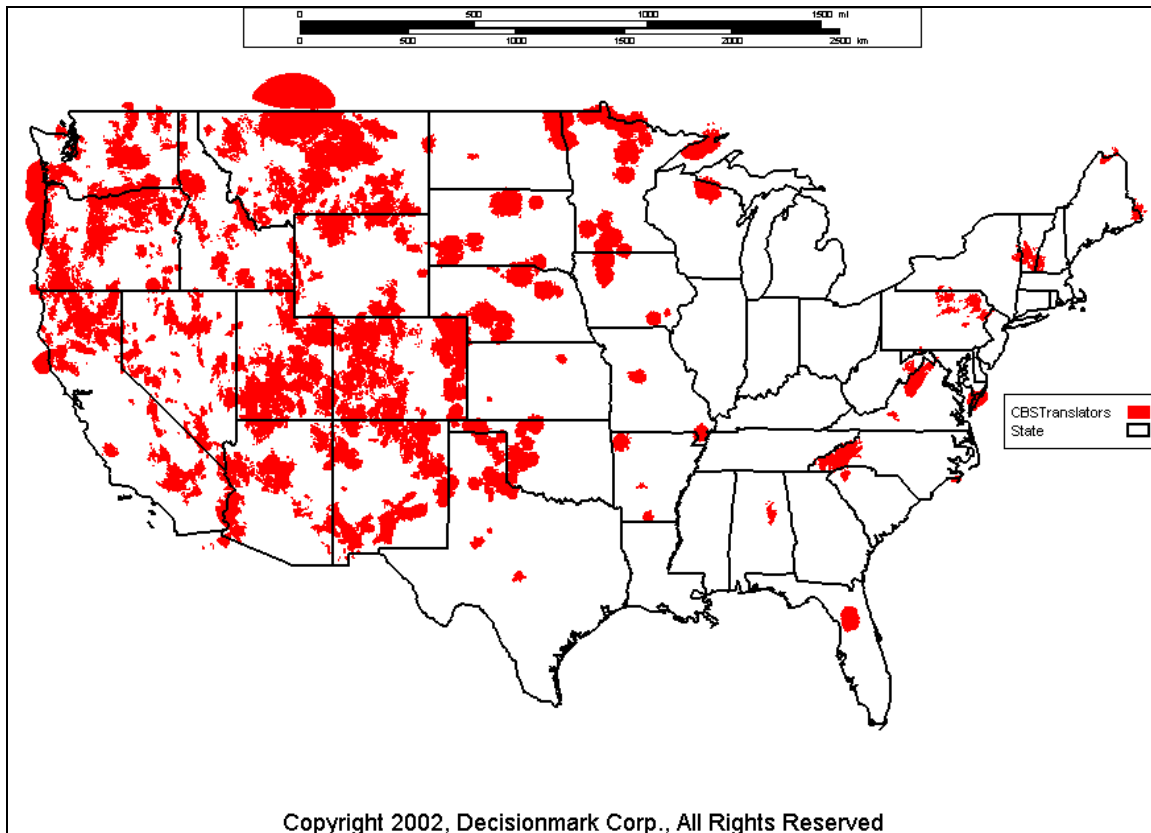 0 500 1000 1500 ml
0 500 1000 1500 2000 2500 km
CBSTranslators
State
Copyright 2002, Decisionmark Corp., All Rights Reserved